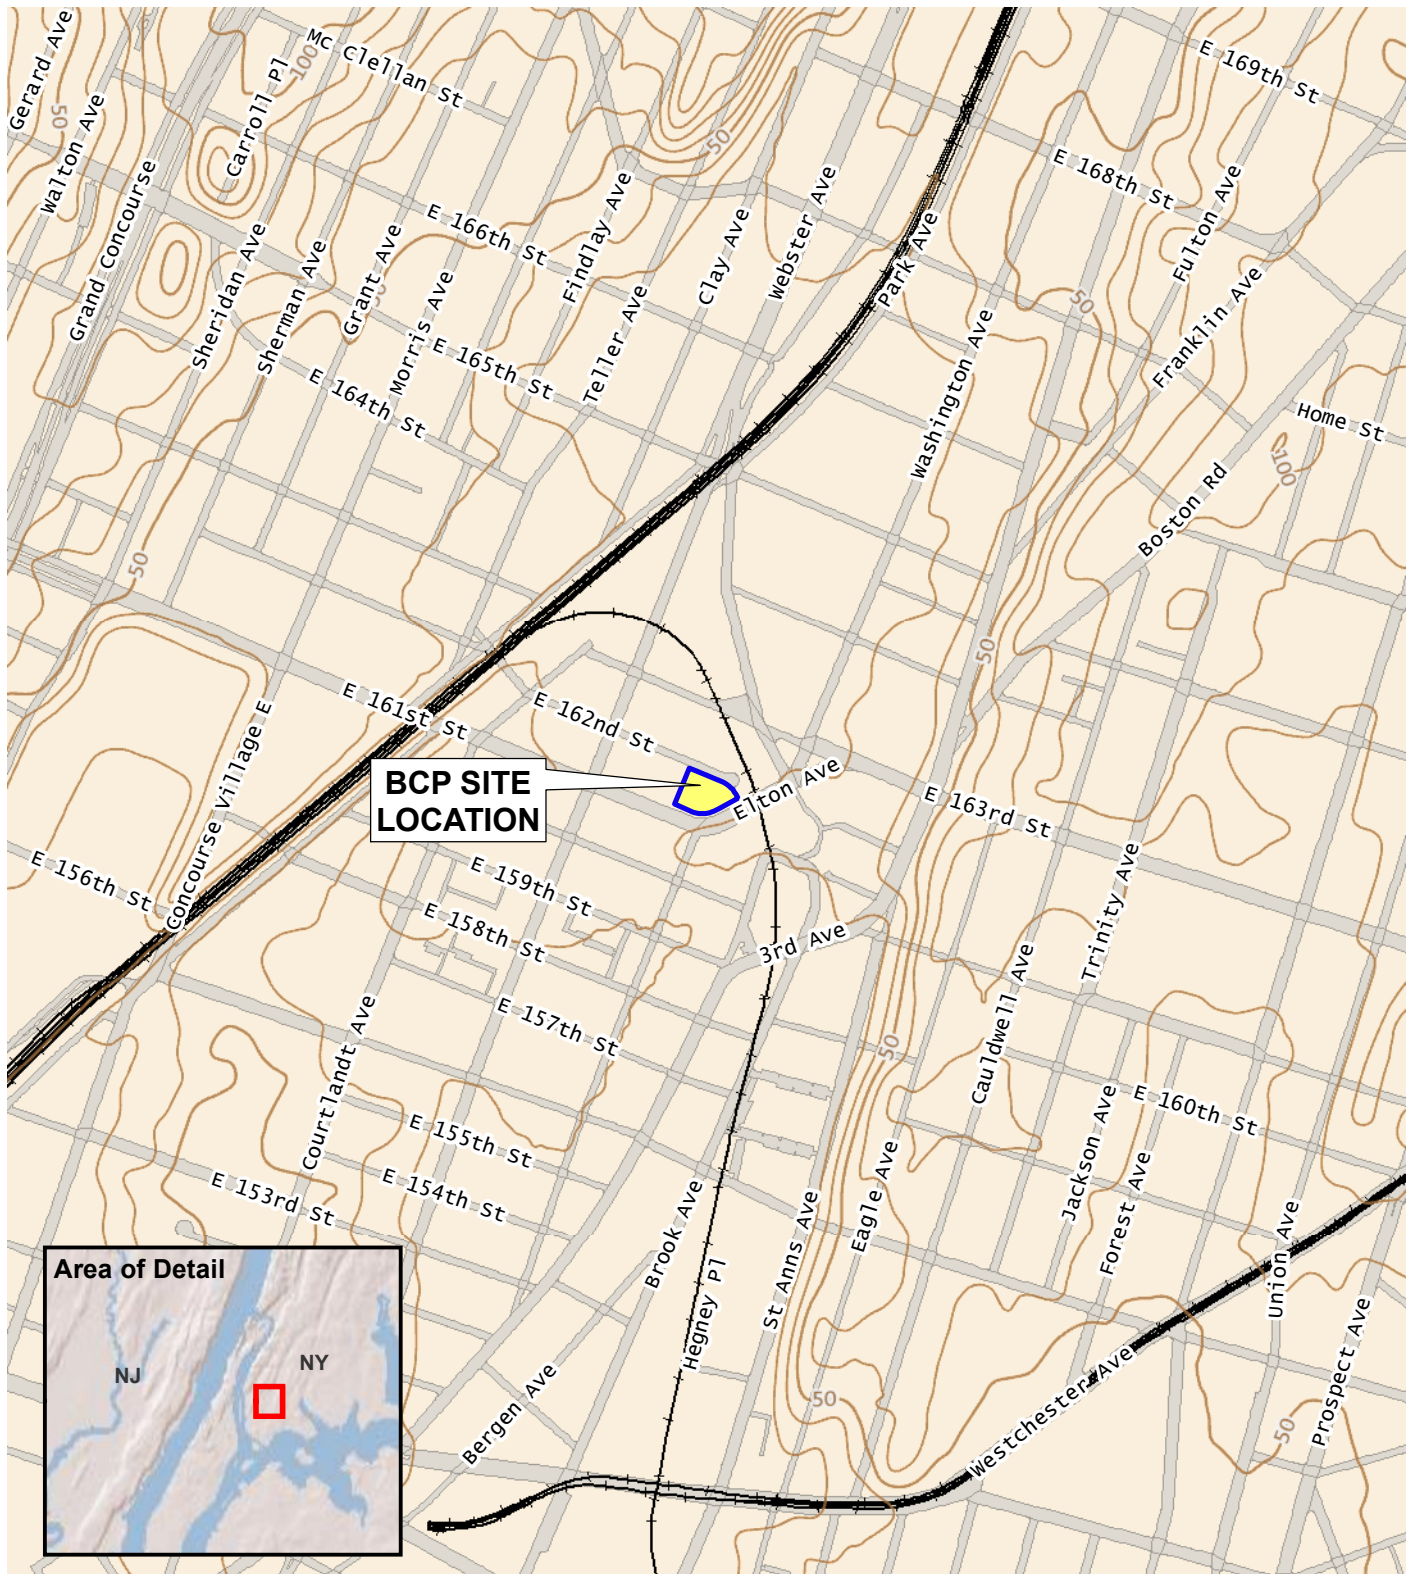 Gerard Ave
Walton Ave
50
Grand Concourse
Carroll Pl
100
Mc Clellan St
50
E 169th St
E 168th St
Fulton Ave
Franklin Ave
50
Park Ave
Webster Ave
Clay Ave
Findlay Ave
Teller Ave
E 166th St
Sheridan Ave
Sherman Ave
Grant Ave
Morris Ave
E 165th St
E 164th St
Washington Ave
Home St
100
Boston Rd
50
50
E 161st St
E 162nd St
Concourse Village E
BCP SITE
LOCATION
Elton Ave
E 163rd St
E 156th St
E 159th St
E 158th St
3rd Ave
Trinity Ave
Cauldwell Ave
E 157th St
50
Courtlandt Ave
E 155th St
E 154th St
E 153rd St
E 160th St
Jackson Ave
Forest Ave
Eagle Ave
St Anns Ave
Brook Ave
Hegney Pl
Union Ave
Prospect Ave
Westchester Ave
50
50
Bergen Ave
Area of Detail
NJ
NY